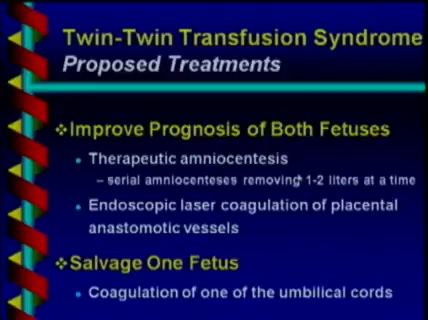 Twin-Twin Transfusion Syndrome
Proposed Treatments
❖Improve Prognosis of Both Fetuses
• Therapeutic amniocentesis
– serial amniocenteses removing 1-2 liters at a time
• Endoscopic laser coagulation of placental
anastomotic vessels
❖Salvage One Fetus
• Coagulation of one of the umbilical cords